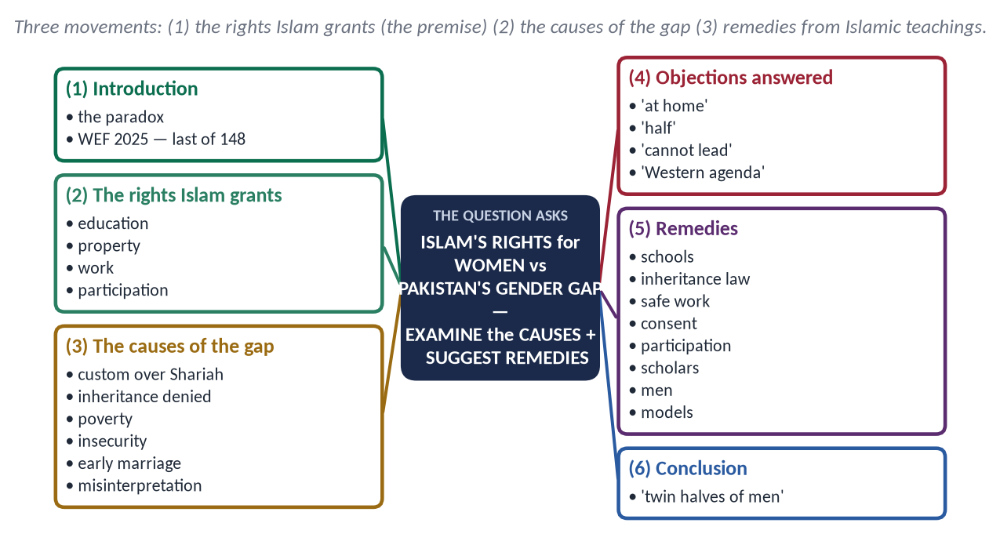 Three movements: (1) the rights Islam grants (the premise) (2) the causes of the gap (3) remedies from Islamic teachings.
(1) Introduction
• the paradox
• WEF 2025 — last of 148
(2) The rights Islam grants
• education
• property
• work
• participation
(3) The causes of the gap
• custom over Shariah
• inheritance denied
• poverty
• insecurity
• early marriage
• misinterpretation
THE QUESTION ASKS
ISLAM'S RIGHTS for
WOMEN vs
PAKISTAN'S GENDER GAP
—
EXAMINE the CAUSES +
SUGGEST REMEDIES
(4) Objections answered
• 'at home'
• 'half'
• 'cannot lead'
• 'Western agenda'
(5) Remedies
• schools
• inheritance law
• safe work
• consent
• participation
• scholars
• men
• models
(6) Conclusion
• 'twin halves of men'